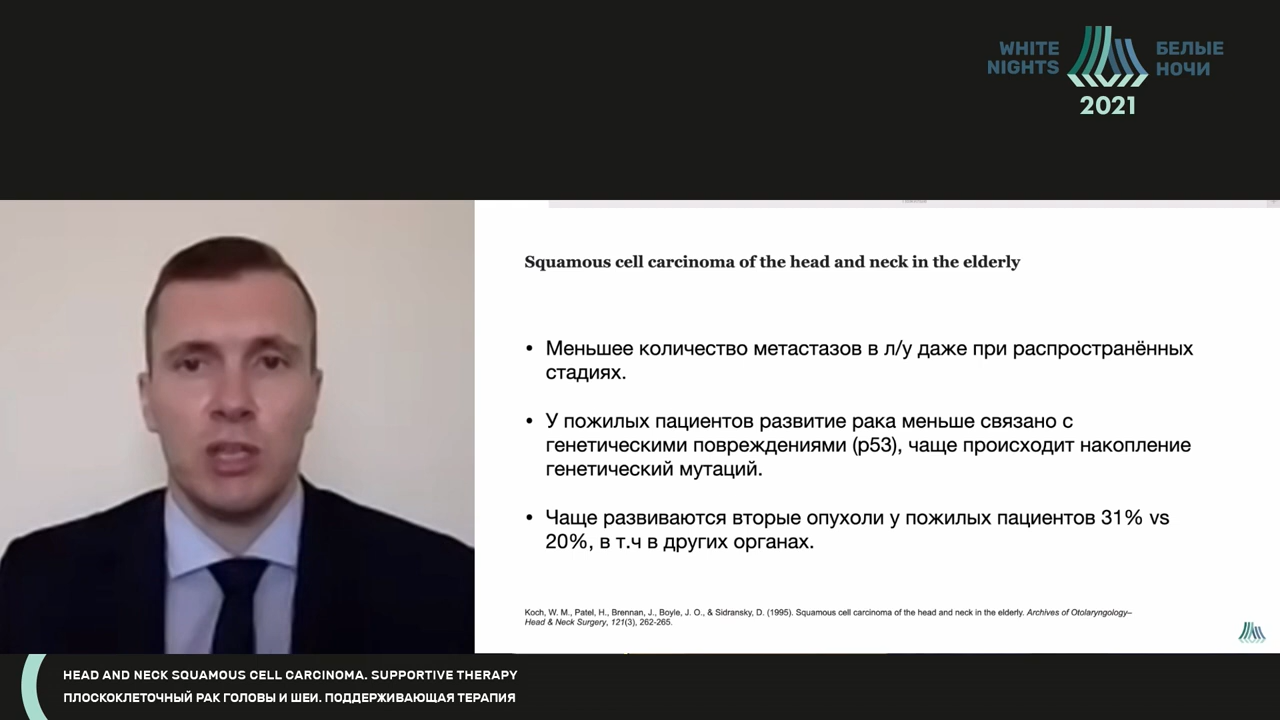 WHITE NIGHTS
БЕЛЫЕ НОЧИ
2021
Squamous cell carcinoma of the head and neck in the elderly
• Меньшее количество метастазов в л/у даже при распространённых
стадиях.
• У пожилых пациентов развитие рака меньше связано с
генетическими повреждениями (p53), чаще происходит накопление
генетический мутаций.
• Чаще развиваются вторые опухоли у пожилых пациентов 31% vs
20%, в т.ч в других органах.
Koch, W. M., Patel, H., Brennan, J., Boyle, J. O., & Sidransky, D. (1995). Squamous cell carcinoma of the head and neck in the elderly. Archives of Otolaryngology–
Head & Neck Surgery, 121(3), 262-265.
HEAD AND NECK SQUAMOUS CELL CARCINOMA. SUPPORTIVE THERAPY
ПЛОСКОКЛЕТОЧНЫЙ РАК ГОЛОВЫ И ШЕИ. ПОДДЕРЖИВАЮЩАЯ ТЕРАПИЯ